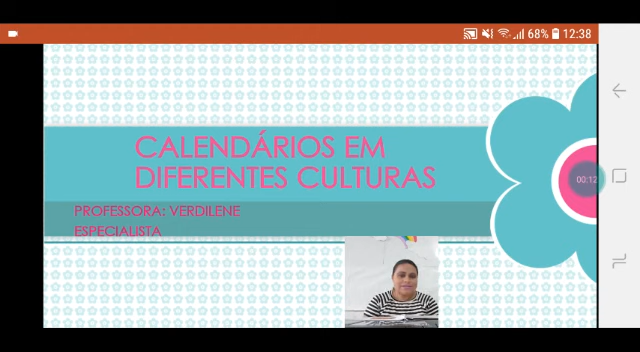 68% 12:38
CALENDÁRIOS EM
DIFERENTES CULTURAS
00:12
PROFESSORA: VERDILENE
ESPECIALISTA